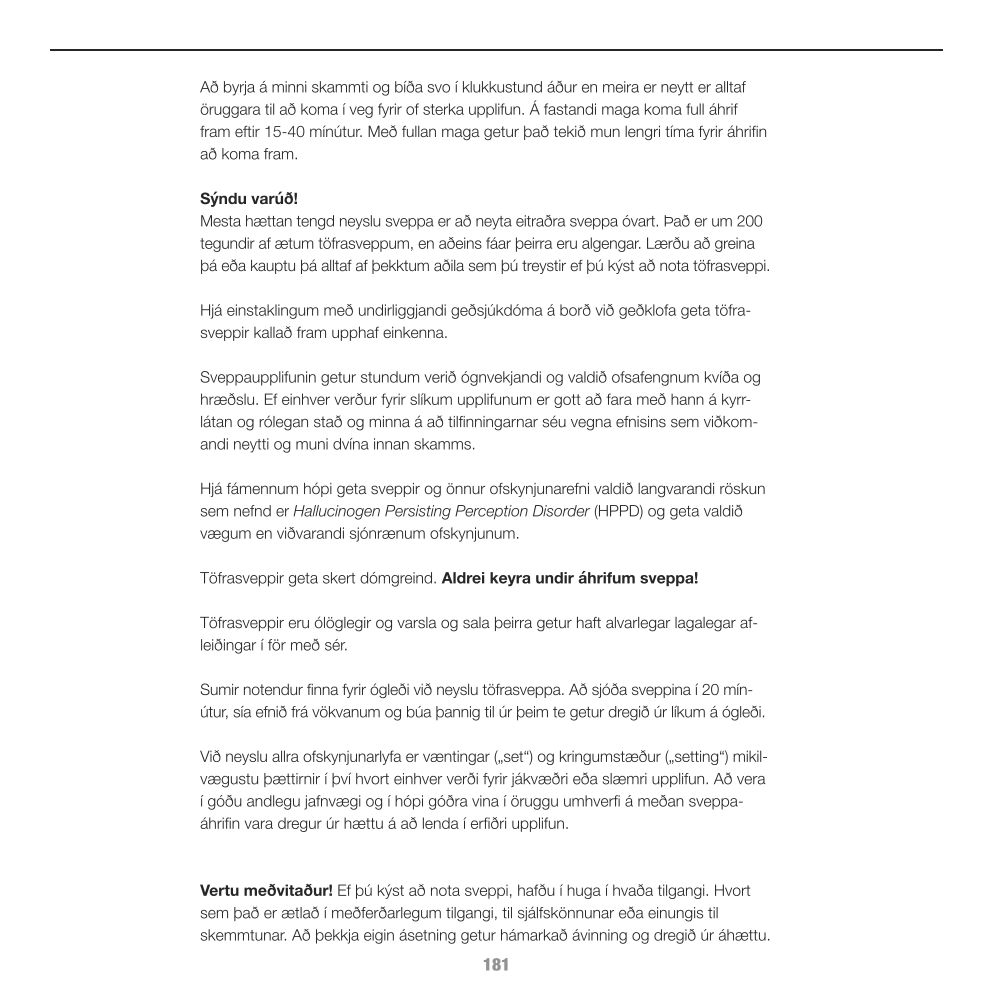 Að byrja á minni skammti og bíða svo í klukkustund áður en meira er neytt er alltaf
öruggara til að koma í veg fyrir of sterka upplifun. Á fastandi maga koma full áhrif
fram eftir 15-40 mínútur. Með fullan maga getur það tekið mun lengri tíma fyrir áhrifin
að koma fram.
Sýndu varúð!
Mesta hættan tengd neyslu sveppa er að neyta eitraðra sveppa óvart. Það er um 200
tegundir af ætum töfrasveppum, en aðeins fáar þeirra eru algengar. Lærðu að greina
þá eða kauptu þá alltaf af þekktum aðila sem þú treystir ef þú kýst að nota töfrasveppi.
Hjá einstaklingum með undirliggjandi geðsjúkdóma á borð við geðklofa geta töfra-
sveppir kallað fram upphaf einkenna.
Sveppaupplifunin getur stundum verið ógnvekjandi og valdið ofsafengnum kvíða og
hræðslu. Ef einhver verður fyrir slíkum upplifunum er gott að fara með hann á kyrr-
látan og rólegan stað og minna á að tilfinningarnar séu vegna efnisins sem viðkom-
andi neytti og muni dvína innan skamms.
Hjá fámennum hópi geta sveppir og önnur ofskynjunarefni valdið langvarandi röskun
sem nefnd er Hallucinogen Persisting Perception Disorder (HPPD) og geta valdið
vægum en viðvarandi sjónrænum ofskynjunum.
Töfrasveppir geta skert dómgreind. Aldrei keyra undir áhrifum sveppa!
Töfrasveppir eru ólöglegir og varsla og sala þeirra getur haft alvarlegar lagalegar af-
leiðingar í för með sér.
Sumir notendur finna fyrir ógleði við neyslu töfrasveppa. Að sjóða sveppina í 20 mín-
útur, sía efnið frá vökvanum og búa þannig til úr þeim te getur dregið úr líkum á ógleði.
Við neyslu allra ofskynjunarlyfa er væntingar („set“) og kringumstæður („setting“) mikil-
vægustu þættirnir í því hvort einhver verði fyrir jákvæðri eða slæmri upplifun. Að vera
í góðu andlegu jafnvægi og í hópi góðra vina í öruggu umhverfi á meðan sveppa-
áhrifin vara dregur úr hættu á að lenda í erfiðri upplifun.
Vertu meðvitaður! Ef þú kýst að nota sveppi, hafðu í huga í hvaða tilgangi. Hvort
sem það er ætlað í meðferðarlegum tilgangi, til sjálfskönnunar eða einungis til
skemmtunar. Að þekkja eigin ásetning getur hámarkað ávinning og dregið úr áhættu.
181